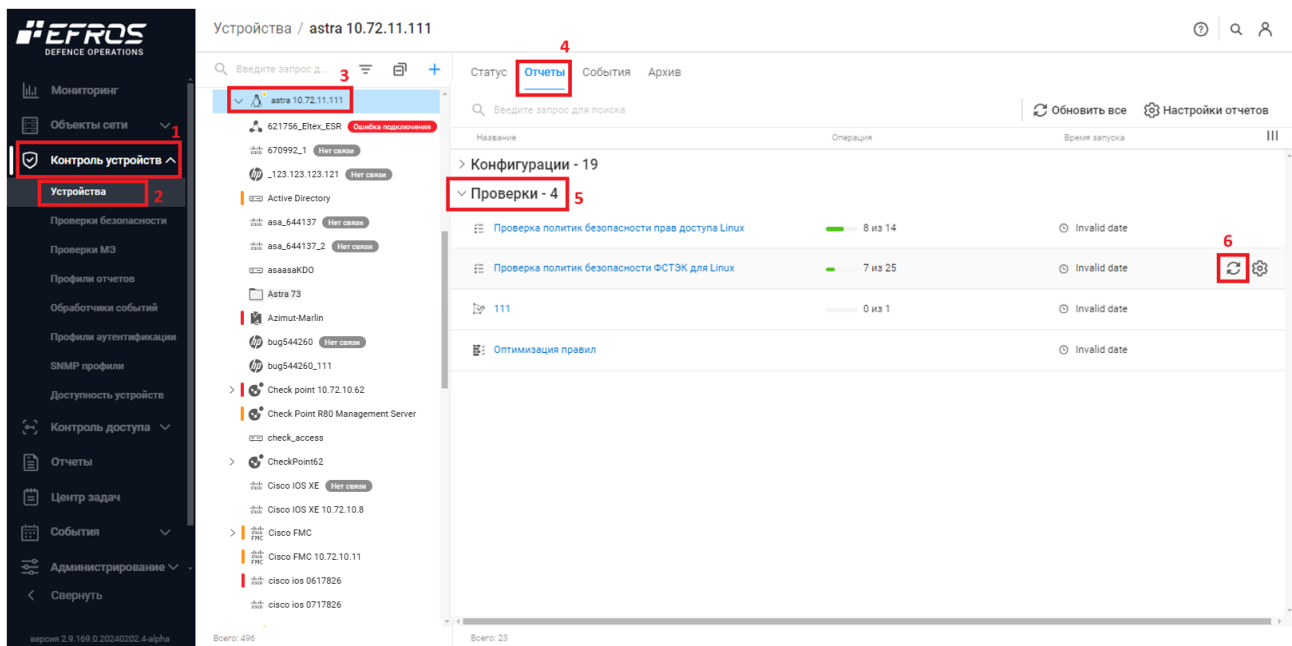 EFROS
DEFENCE OPERATIONS
Мониторинг
Объекты сети
1
Контроль устройств
Устройства
2
Проверки безопасности
Проверки МЭ
Профили отчетов
Обработчики событий
Профили аутентификации
SNMP профили
Доступность устройств
Контроль доступа
Отчеты
Центр задач
События
Администрирование
Свернуть
версия 2.9.169.0.20240202.4-alpha
Устройства / astra 10.72.11.111
Введите запрос д...
3
astra 10.72.11.111
621756_Eltex_ESR Ошибка подключения
670992_1 Нет связи
_123.123.123.121 Нет связи
Active Directory
asa_644137 Нет связи
asa_644137_2 Нет связи
asaasaKDO
Astra 73
Azimut-Marlin
bug544260 Нет связи
bug544260_111
Check point 10.72.10.62
Check Point R80 Management Server
check_access
CheckPoint62
Cisco IOS XE Нет связи
Cisco IOS XE 10.72.10.8
FMC Cisco FMC
FMC Cisco FMC 10.72.10.11
cisco ios 0617826
cisco ios 0717826
Всего: 496
4
Статус Отчеты События Архив
Введите запрос для поиска
Обновить все Настройки отчетов
Название Операция Время запуска
Конфигурации - 19
Проверки - 4 5
Проверка политик безопасности прав доступа Linux 8 из 14 Invalid date
6
Проверка политик безопасности ФСТЭК для Linux 7 из 25 Invalid date
111 0 из 1 Invalid date
Оптимизация правил Invalid date
Всего: 23